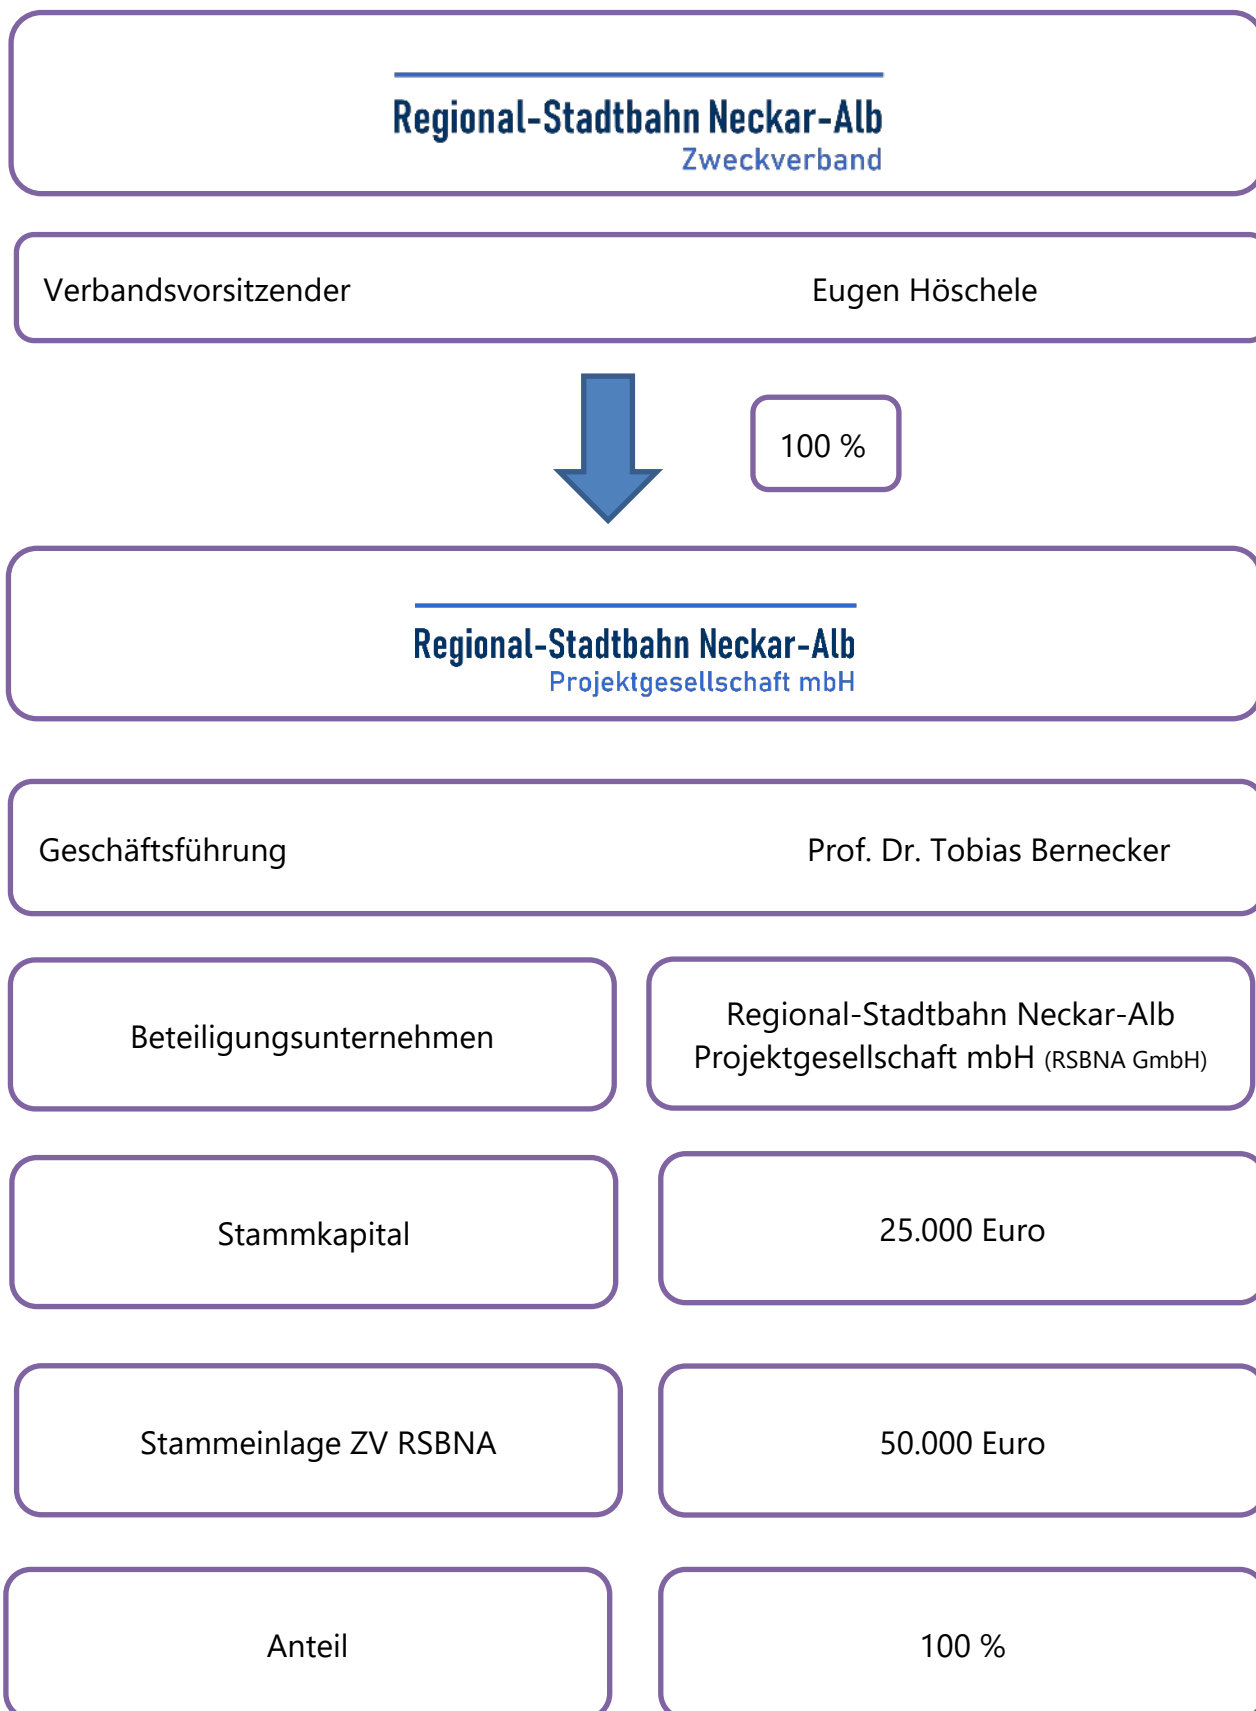 Regional-Stadtbahn Neckar-Alb
Zweckverband
Verbandsvorsitzender Eugen Höschele
100 %
Regional-Stadtbahn Neckar-Alb
Projektgesellschaft mbH
Geschäftsführung Prof. Dr. Tobias Bernecker
Beteiligungsunternehmen
Regional-Stadtbahn Neckar-Alb
Projektgesellschaft mbH (RSBNA GmbH)
Stammkapital 25.000 Euro
Stammeinlage ZV RSBNA 50.000 Euro
Anteil 100 %